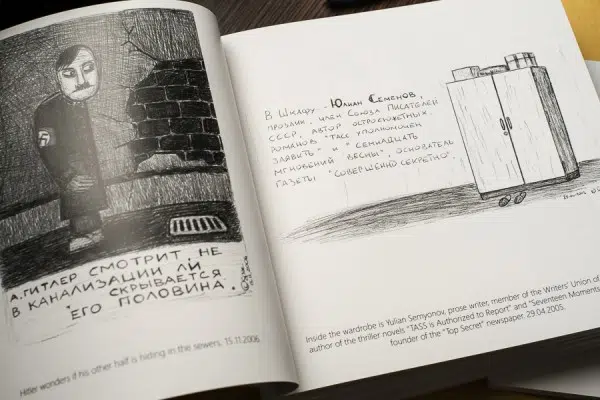 А. ГИТЛЕР СМОТРИТ НЕ
В КАНАЛИЗАЦИИ ЛИ
СКРЫВАЕТСЯ
ЕГО ПОЛОВИНА.
Hitler wonders if his other half is hiding in the sewers. 15.11.2006
В ШКАФУ - ЮЛИАН СЕМЕНОВ,
ПРОЗАИК, ЧЛЕН СОЮЗА ПИСАТЕЛЕЙ
СССР, АВТОР ОСТРОСЮЖЕТНЫХ
РОМАНОВ "ТАСС УПОЛНОМОЧЕН
ЗАЯВИТЬ" И "СЕМНАДЦАТЬ
МГНОВЕНИЙ ВЕСНЫ", ОСНОВАТЕЛЬ
ГАЗЕТЫ "СОВЕРШЕННО СЕКРЕТНО".
Inside the wardrobe is Yulian Semyonov, prose writer, member of the Writers' Union of
author of the thriller novels "TASS is Authorized to Report" and "Seventeen Moments
founder of the "Top Secret" newspaper. 29.04.2005.